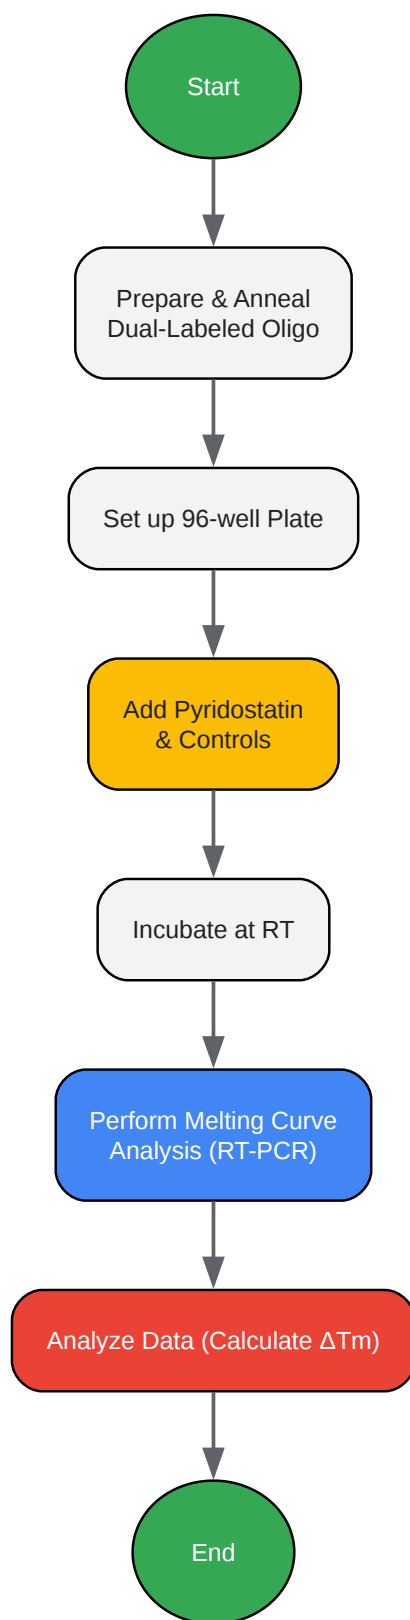 Start
Prepare & Anneal
Dual-Labeled Oligo
Set up 96-well Plate
Add Pyridostatin
& Controls
Incubate at RT
Perform Melting Curve
Analysis (RT-PCR)
Analyze Data (Calculate ΔTm)
End